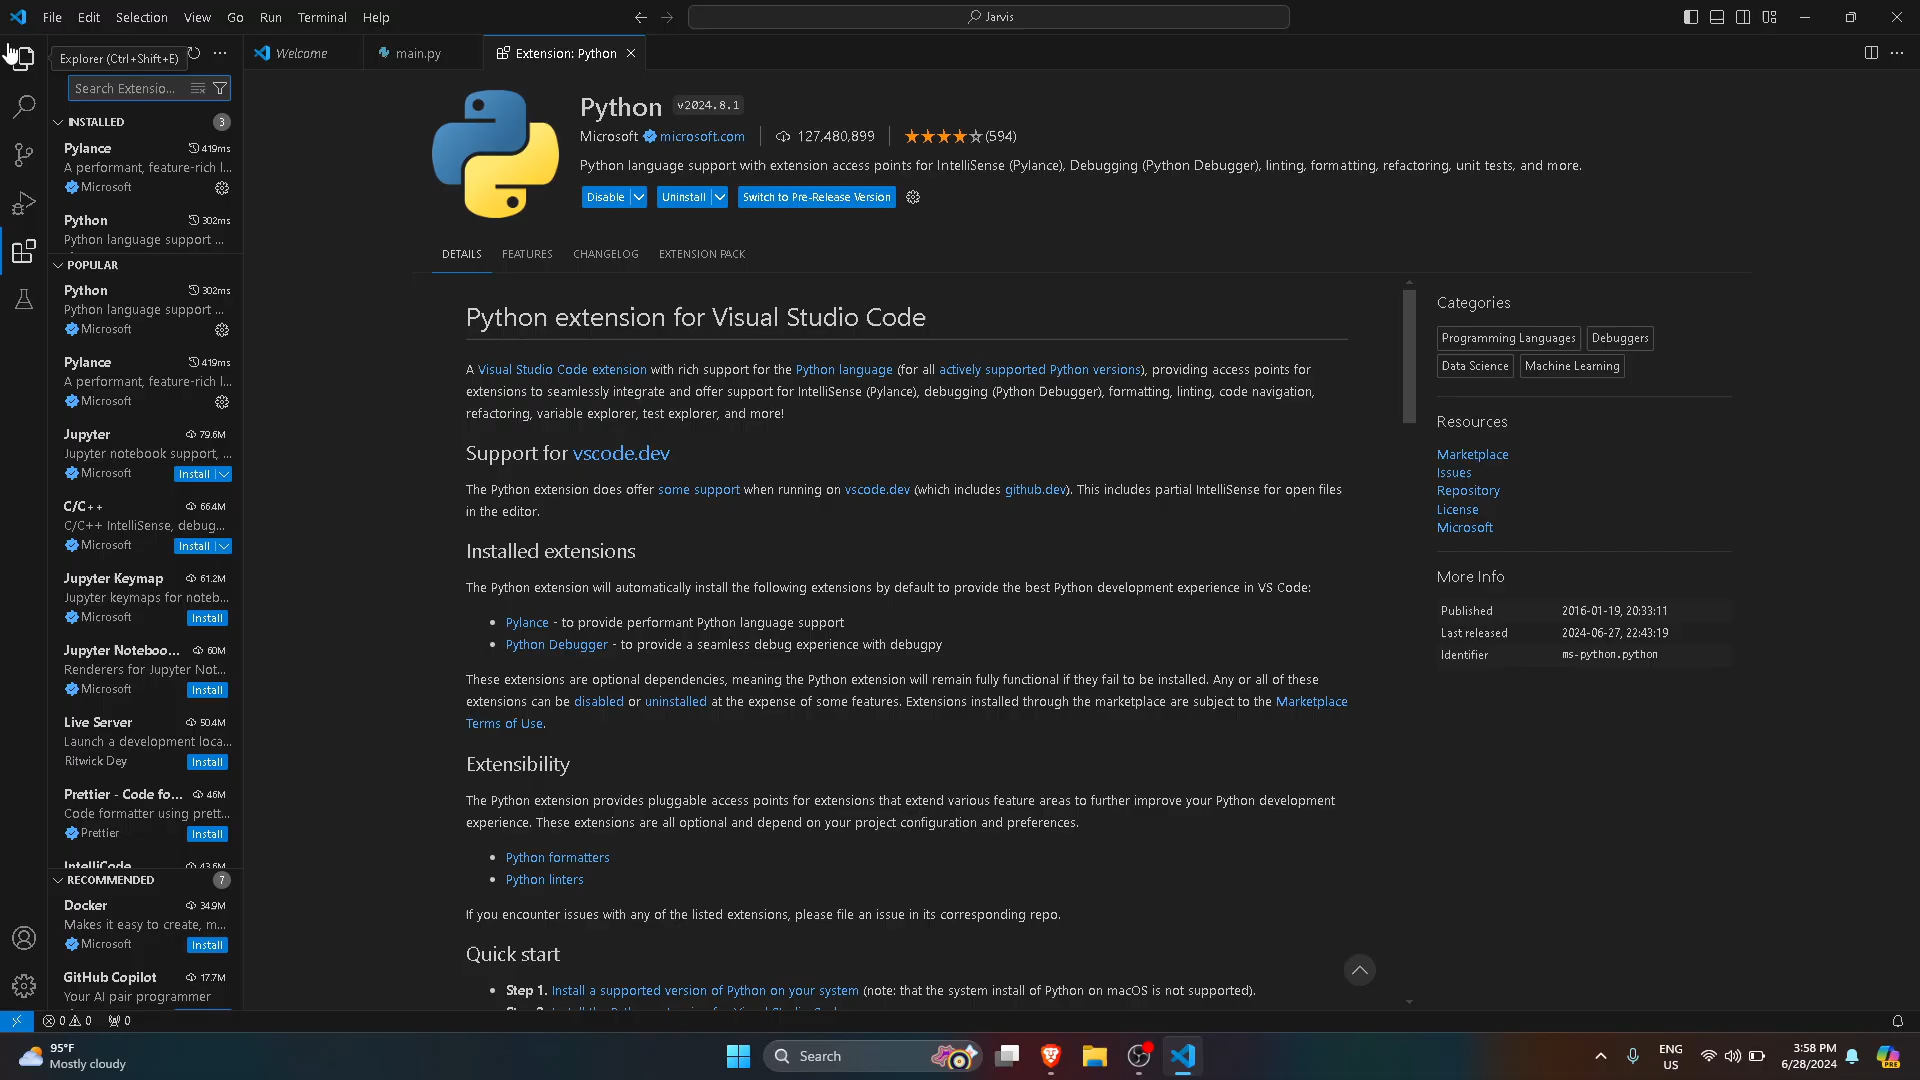 File Edit Selection View Go Run Terminal Help
Jarvis
Explorer (Ctrl+Shift+E)
Welcome
main.py
Extension: Python
Search Extensio...
INSTALLED 3
Pylance 419ms
A performant, feature-rich l...
Microsoft
Python 302ms
Python language support ...
POPULAR
Python 302ms
Python language support ...
Microsoft
Pylance 419ms
A performant, feature-rich l...
Microsoft
Jupyter 79.6M
Jupyter notebook support, ...
Microsoft Install
C/C++ 66.4M
C/C++ IntelliSense, debug...
Microsoft Install
Jupyter Keymap 61.2M
Jupyter keymaps for noteb...
Microsoft Install
Jupyter Noteboo... 60M
Renderers for Jupyter Not...
Microsoft Install
Live Server 50.4M
Launch a development loca...
Ritwick Dey Install
Prettier - Code fo... 46M
Code formatter using prett...
Prettier Install
IntelliCode 43.6M
RECOMMENDED 7
Docker 34.9M
Makes it easy to create, m...
Microsoft Install
GitHub Copilot 17.7M
Your AI pair programmer
Python v2024.8.1
Microsoft microsoft.com 127,480,899 (594)
Python language support with extension access points for IntelliSense (Pylance), Debugging (Python Debugger), linting, formatting, refactoring, unit tests, and more.
Disable Uninstall Switch to Pre-Release Version
DETAILS FEATURES CHANGELOG EXTENSION PACK
Python extension for Visual Studio Code
A Visual Studio Code extension with rich support for the Python language (for all actively supported Python versions), providing access points for
extensions to seamlessly integrate and offer support for IntelliSense (Pylance), debugging (Python Debugger), formatting, linting, code navigation,
refactoring, variable explorer, test explorer, and more!
Support for vscode.dev
The Python extension does offer some support when running on vscode.dev (which includes github.dev). This includes partial IntelliSense for open files
in the editor.
Installed extensions
The Python extension will automatically install the following extensions by default to provide the best Python development experience in VS Code:
• Pylance - to provide performant Python language support
• Python Debugger - to provide a seamless debug experience with debugpy
These extensions are optional dependencies, meaning the Python extension will remain fully functional if they fail to be installed. Any or all of these
extensions can be disabled or uninstalled at the expense of some features. Extensions installed through the marketplace are subject to the Marketplace
Terms of Use.
Extensibility
The Python extension provides pluggable access points for extensions that extend various feature areas to further improve your Python development
experience. These extensions are all optional and depend on your project configuration and preferences.
• Python formatters
• Python linters
If you encounter issues with any of the listed extensions, please file an issue in its corresponding repo.
Quick start
• Step 1. Install a supported version of Python on your system (note: that the system install of Python on macOS is not supported).
Categories
Programming Languages Debuggers
Data Science Machine Learning
Resources
Marketplace
Issues
Repository
License
Microsoft
More Info
Published 2016-01-19, 20:33:11
Last released 2024-06-27, 22:43:19
Identifier ms-python.python
0 0 0
95°F
Mostly cloudy
Search
ENG
US
3:58 PM
6/28/2024
PRE